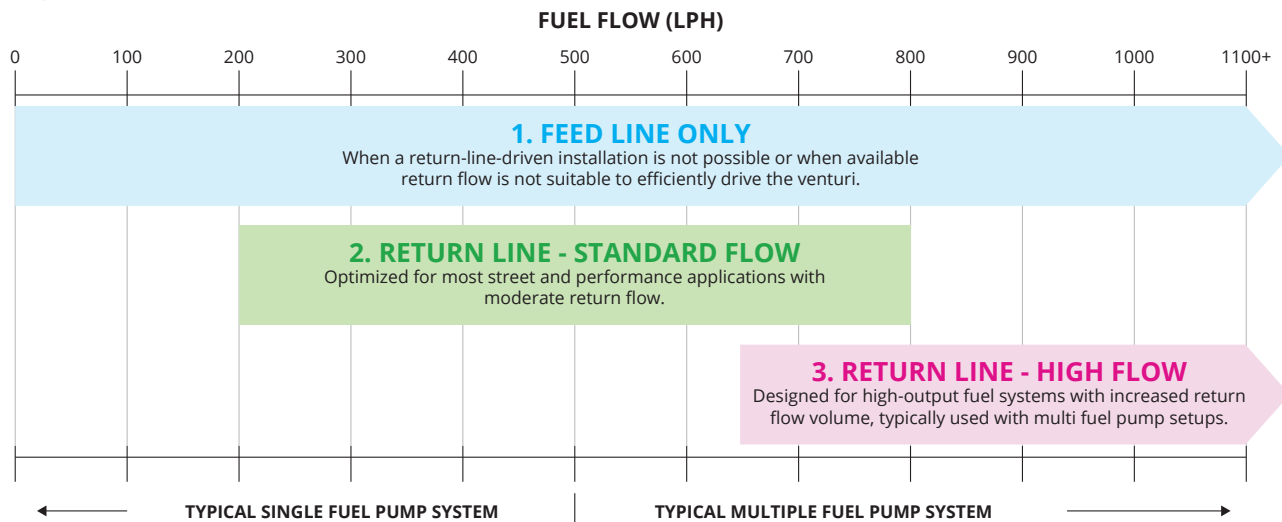 FUEL FLOW (LPH)
0 100 200 300 400 500 600 700 800 900 1000 1100+
1. FEED LINE ONLY
When a return-line-driven installation is not possible or when available
return flow is not suitable to efficiently drive the venturi.
2. RETURN LINE - STANDARD FLOW
Optimized for most street and performance applications with
moderate return flow.
3. RETURN LINE - HIGH FLOW
Designed for high-output fuel systems with increased return
flow volume, typically used with multi fuel pump setups.
TYPICAL SINGLE FUEL PUMP SYSTEM TYPICAL MULTIPLE FUEL PUMP SYSTEM